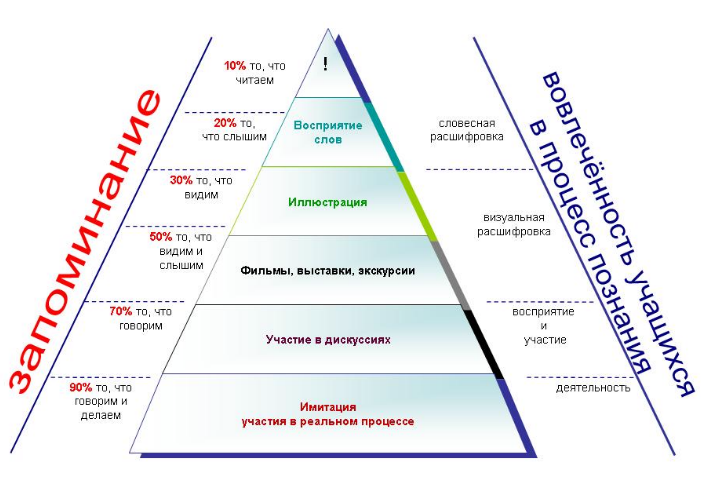 Запоминание
10% то, что
читаем
20% то,
что слышим
30% то, что
видим
50% то, что
видим и
слышим
70% то, что
говорим
90% то, что
говорим и
делаем
!
Восприятие
слов
Иллюстрация
Фильмы, выставки, экскурсии
Участие в дискуссиях
Имитация
участия в реальном процессе
словесная
расшифровка
визуальная
расшифровка
восприятие
и
участие
деятельность
вовлечённость учащихся
в процесс познания